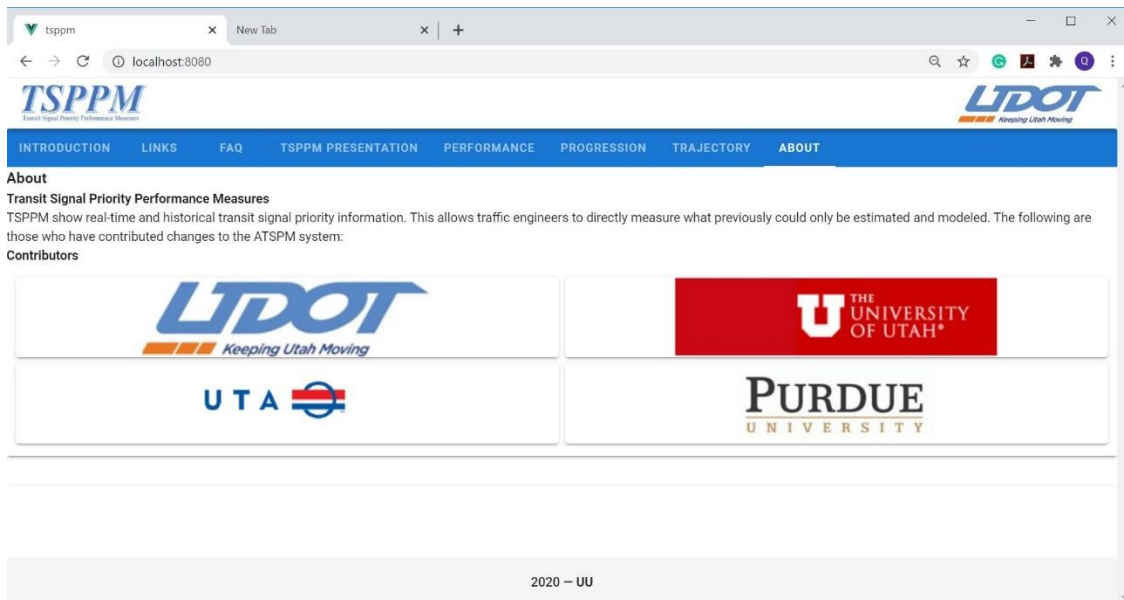 tsppm
New Tab
localhost:8080
Q
TSPPM
Transit Signal Priority Performance Measures
UDOT
Keeping Utah Moving
INTRODUCTION LINKS FAQ TSPPM PRESENTATION PERFORMANCE PROGRESSION TRAJECTORY ABOUT
About
Transit Signal Priority Performance Measures
TSPPM show real-time and historical transit signal priority information. This allows traffic engineers to directly measure what previously could only be estimated and modeled. The following are
those who have contributed changes to the ATSPM system:
Contributors
UDOT
Keeping Utah Moving
U THE
UNIVERSITY
OF UTAH®
UTA
PURDUE
UNIVERSITY
2020 — UU